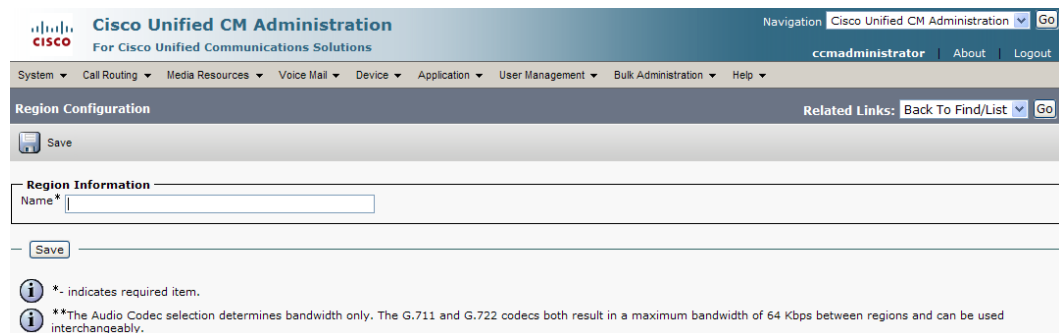 Cisco Unified CM Administration
For Cisco Unified Communications Solutions
CISCO
Navigation Cisco Unified CM Administration Go
ccmadministrator | About | Logout
System Call Routing Media Resources Voice Mail Device Application User Management Bulk Administration Help
Region Configuration
Related Links: Back To Find/List Go
Save
Region Information
Name*
Save
*- indicates required item.
**The Audio Codec selection determines bandwidth only. The G.711 and G.722 codecs both result in a maximum bandwidth of 64 Kbps between regions and can be used
interchangeably.